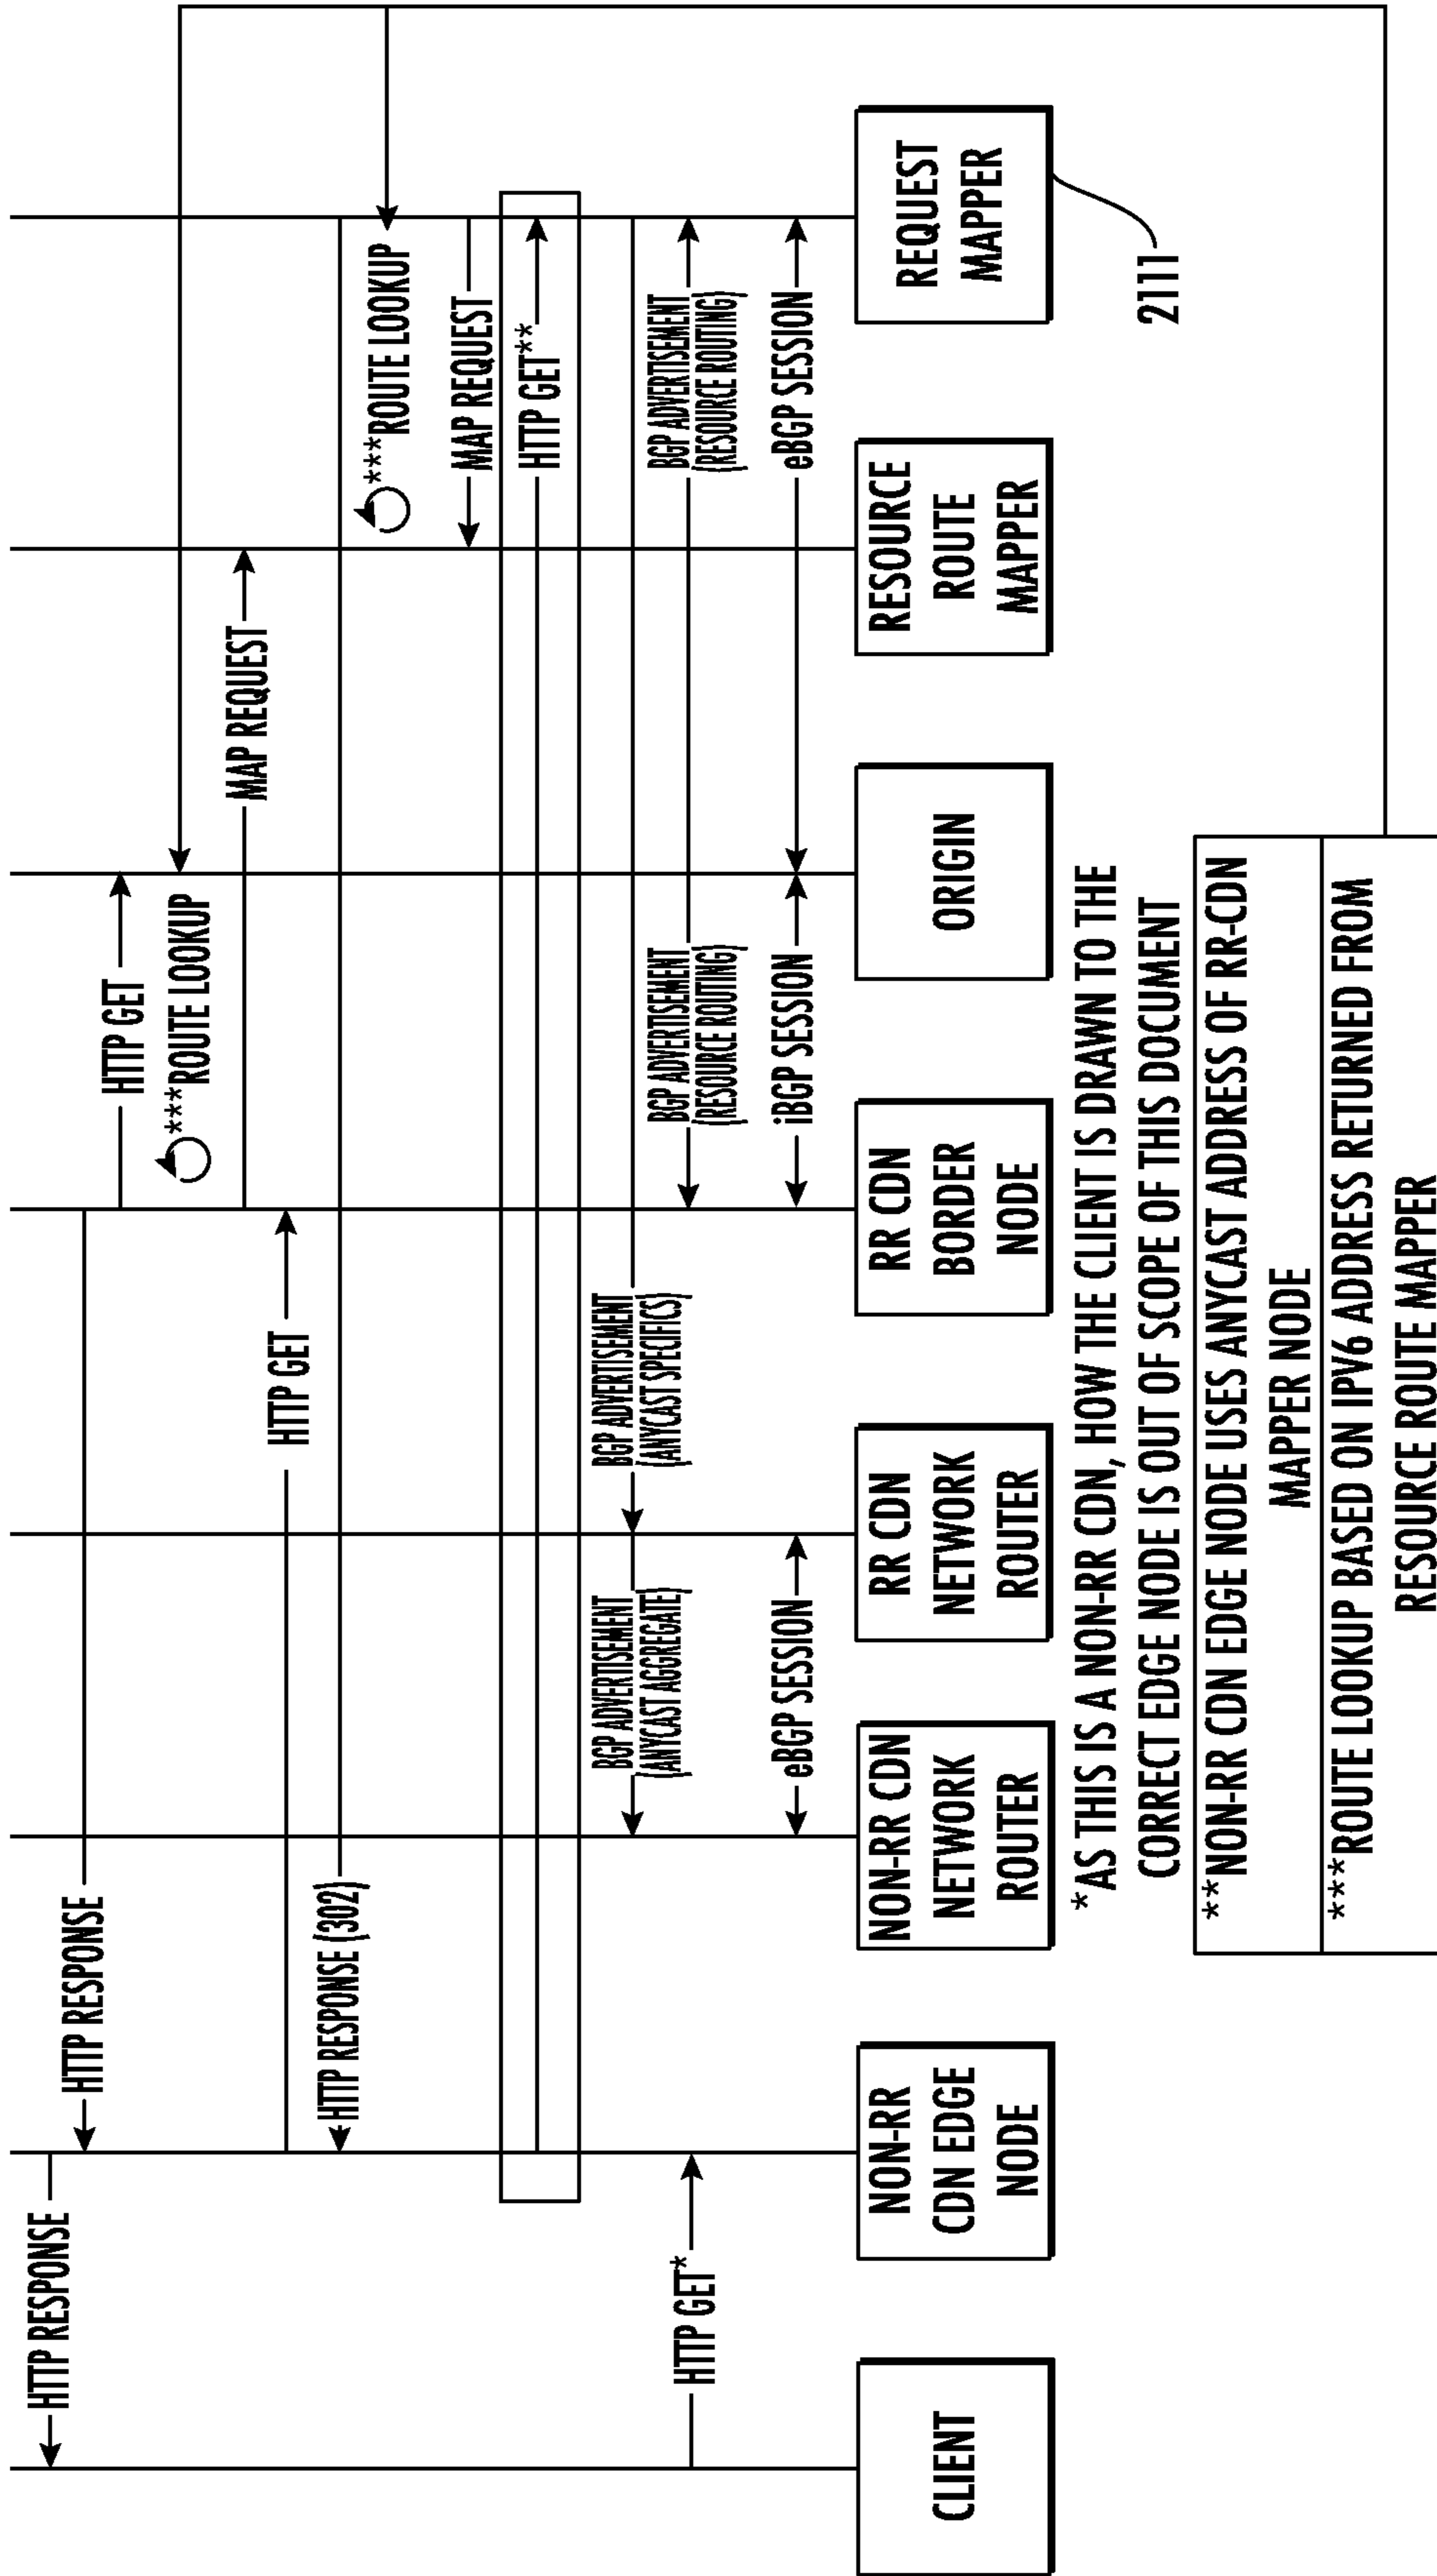 HTTP RESPONSE
HTTP RESPONSE
HTTP GET
***ROUTE LOOKUP
MAP REQUEST
HTTP GET
HTTP RESPONSE (302)
***ROUTE LOOKUP
MAP REQUEST
HTTP GET**
BGP ADVERTISEMENT
(ANYCAST AGGREGATE)
BGP ADVERTISEMENT
(ANYCAST SPECIFICS)
HTTP GET*
BGP ADVERTISEMENT
(RESOURCE ROUTING)
BGP ADVERTISEMENT
(RESOURCE ROUTING)
eBGP SESSION
iBGP SESSION
eBGP SESSION
CLIENT
NON-RR
CDN EDGE
NODE
NON-RR CDN
NETWORK
ROUTER
RR CDN
NETWORK
ROUTER
RR CDN
BORDER
NODE
ORIGIN
RESOURCE
ROUTE
MAPPER
REQUEST
MAPPER
2111
*AS THIS IS A NON-RR CDN, HOW THE CLIENT IS DRAWN TO THE
CORRECT EDGE NODE IS OUT OF SCOPE OF THIS DOCUMENT
**NON-RR CDN EDGE NODE USES ANYCAST ADDRESS OF RR-CDN
MAPPER NODE
***ROUTE LOOKUP BASED ON IPV6 ADDRESS RETURNED FROM
RESOURCE ROUTE MAPPER